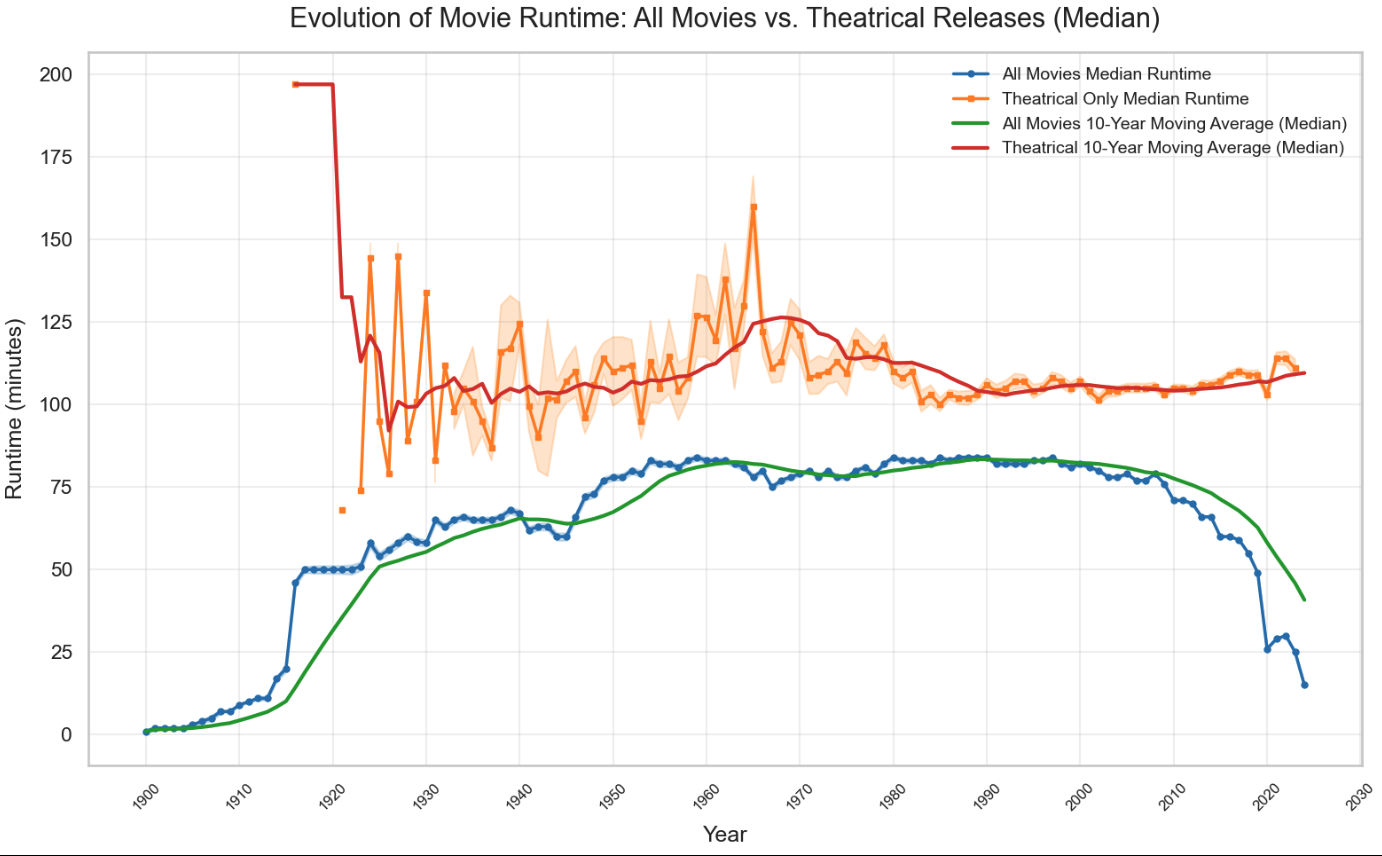 Evolution of Movie Runtime: All Movies vs. Theatrical Releases (Median)
All Movies Median Runtime
Theatrical Only Median Runtime
All Movies 10-Year Moving Average (Median)
Theatrical 10-Year Moving Average (Median)
Runtime (minutes)
200
175
150
125
100
75
50
25
0
1900 1910 1920 1930 1940 1950 1960 1970 1980 1990 2000 2010 2020 2030
Year